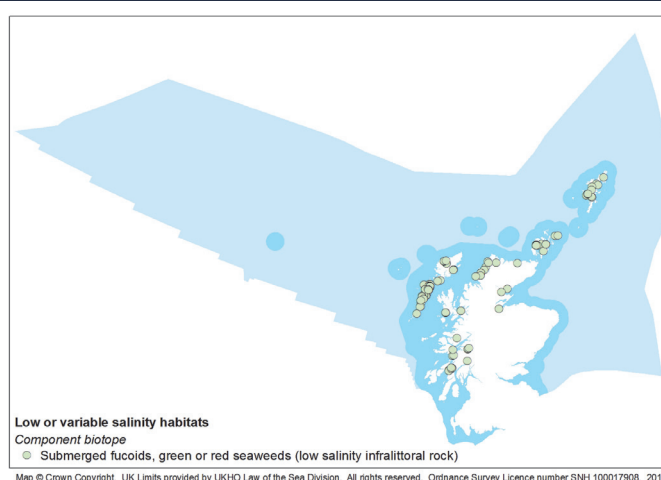 Low or variable salinity habitats
Component biotope
Submerged fucoids, green or red seaweeds (low salinity infralittoral rock)
Map © Crown Copyright. UK Limits provided by UKHO Law of the Sea Division. All rights reserved. Ordnance Survey Licence number SNH 100017908 201